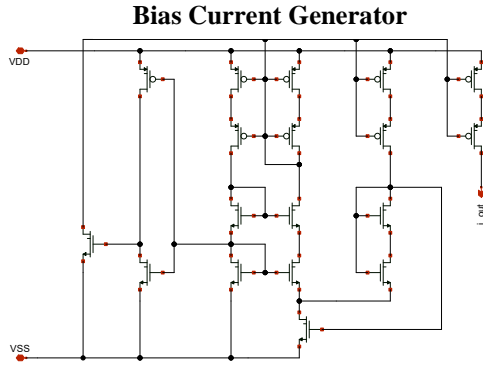 Bias Current Generator
VDD
i_out
VSS